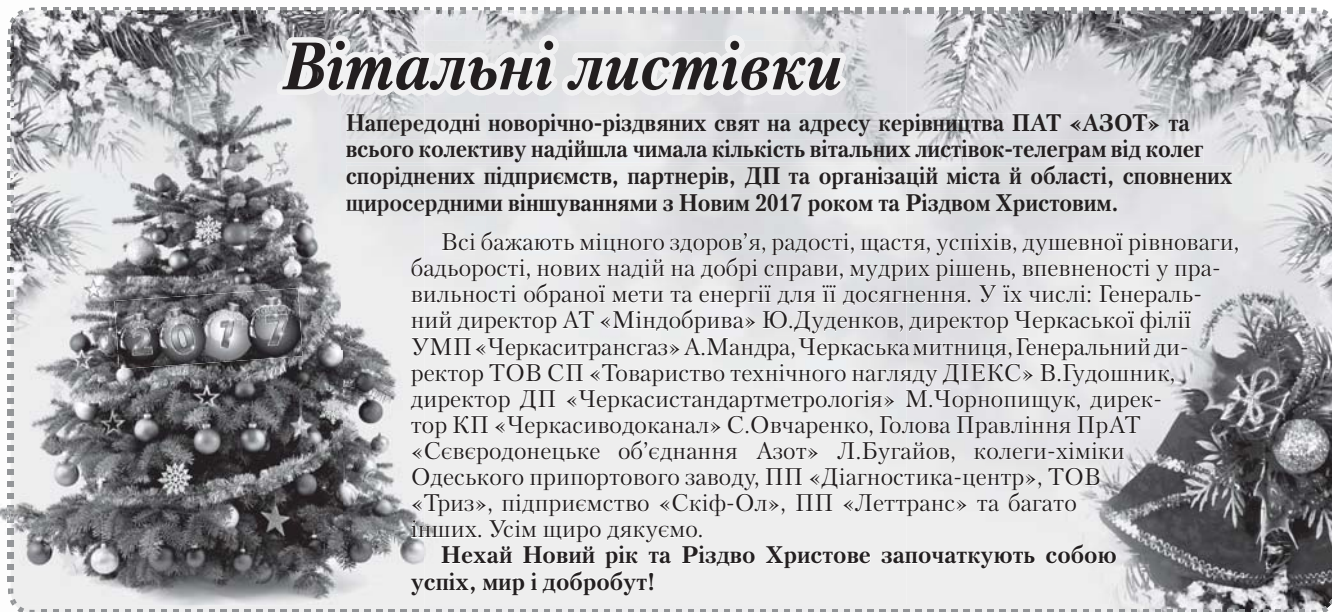 Вітальні листівки
Напередодні новорічно-різдвяних свят на адресу керівництва ПАТ «АЗОТ» та
всього колективу надійшла чимала кількість вітальних листівок-телеграм від колег
споріднених підприємств, партнерів, ДП та організацій міста й області, сповнених
щиросердними віншуваннями з Новим 2017 роком та Різдвом Христовим.
Всі бажають міцного здоров’я, радості, щастя, успіхів, душевної рівноваги,
бадьорості, нових надій на добрі справи, мудрих рішень, впевненості у пра-
вильності обраної мети та енергії для її досягнення. У їх числі: Генераль-
ний директор АТ «Міндобрива» Ю.Дуденков, директор Черкаської філії
УМП «Черкаситрансгаз» А.Мандра, Черкаська митниця, Генеральний ди-
ректор ТОВ СП «Товариство технічного нагляду ДІЕКС» В.Гудошник,
директор ДП «Черкасистандартметрологія» М.Чорнопищук, дирек-
тор КП «Черкасиводоканал» С.Овчаренко, Голова Правління ПрАТ
«Сєвєродонецьке об’єднання Азот» Л.Бугайов, колеги-хіміки
Одеського припортового заводу, ПП «Діагностика-центр», ТОВ
«Триз», підприємство «Скіф-Ол», ПП «Леттранс» та багато
інших. Усім щиро дякуємо.
Нехай Новий рік та Різдво Христове започаткують собою
успіх, мир і добробут!
2017